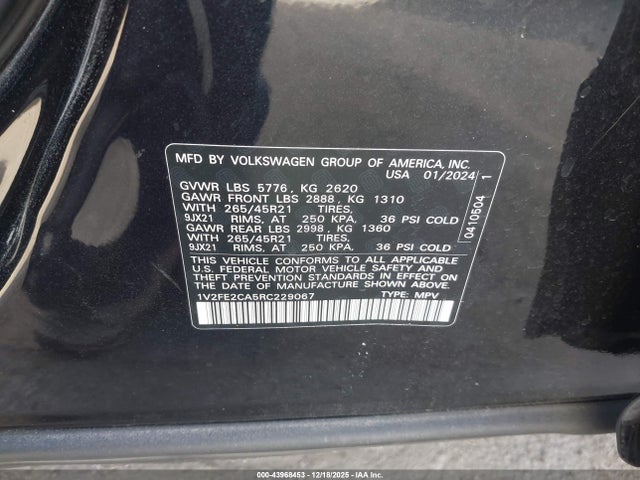 MFD BY VOLKSWAGEN GROUP OF AMERICA, INC.
USA 01/2024
GVWR LBS 5776 , KG 2620
GAWR FRONT LBS 2888 , KG 1310
WITH 265/45R21 TIRES,
9JX21 RIMS, AT 250 KPA, 36 PSI COLD
GAWR REAR LBS 2998 , KG 1360
WITH 265/45R21 TIRES,
9JX21 RIMS, AT 250 KPA, 36 PSI COLD
THIS VEHICLE CONFORMS TO ALL APPLICABLE
U.S. FEDERAL MOTOR VEHICLE SAFETY AND
THEFT PREVENTION STANDARDS IN EFFECT ON THE
DATE OF MANUFACTURE SHOWN ABOVE.
1V2FE2CA5RC229067 TYPE: MPV
0410504 1
000-43968453 | 12/18/2025 | IAA Inc.